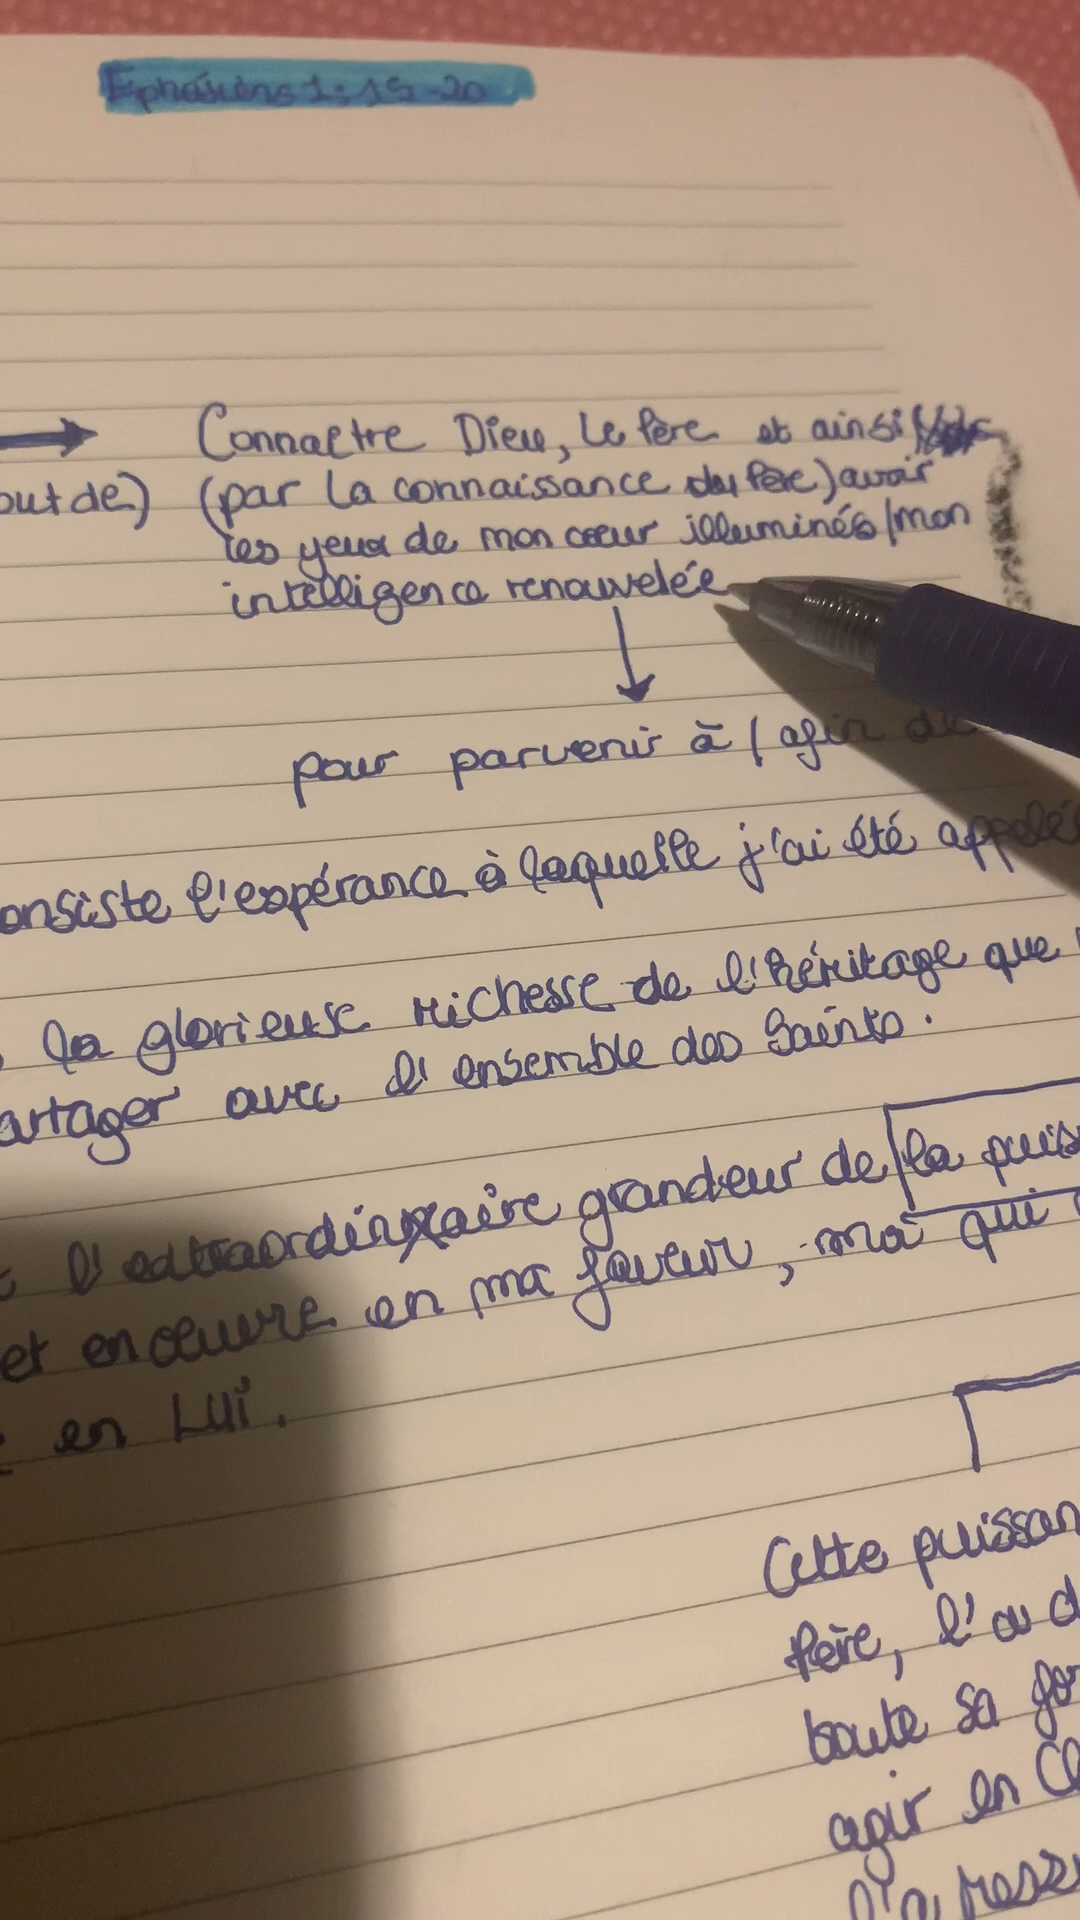 Ephésiens 1: 15-20
Connaître Dieu, le Père et ainsi
out de) (par la connaissance du Père) avoir
les yeux de mon cœur illuminés/mon
intelligence renouvelée
pour parvenir à / afin de
onsiste l'espérance à laquelle j'ai été appelé
la glorieuse richesse de l'héritage que
artager avec l'ensemble des Saints.
l'extraordinaire grandeur de la puis
et en œuvre en ma faveur, moi qui
en Lui.
Cette puissan
Père, l'a d
toute sa for
agir en C
l'a ress